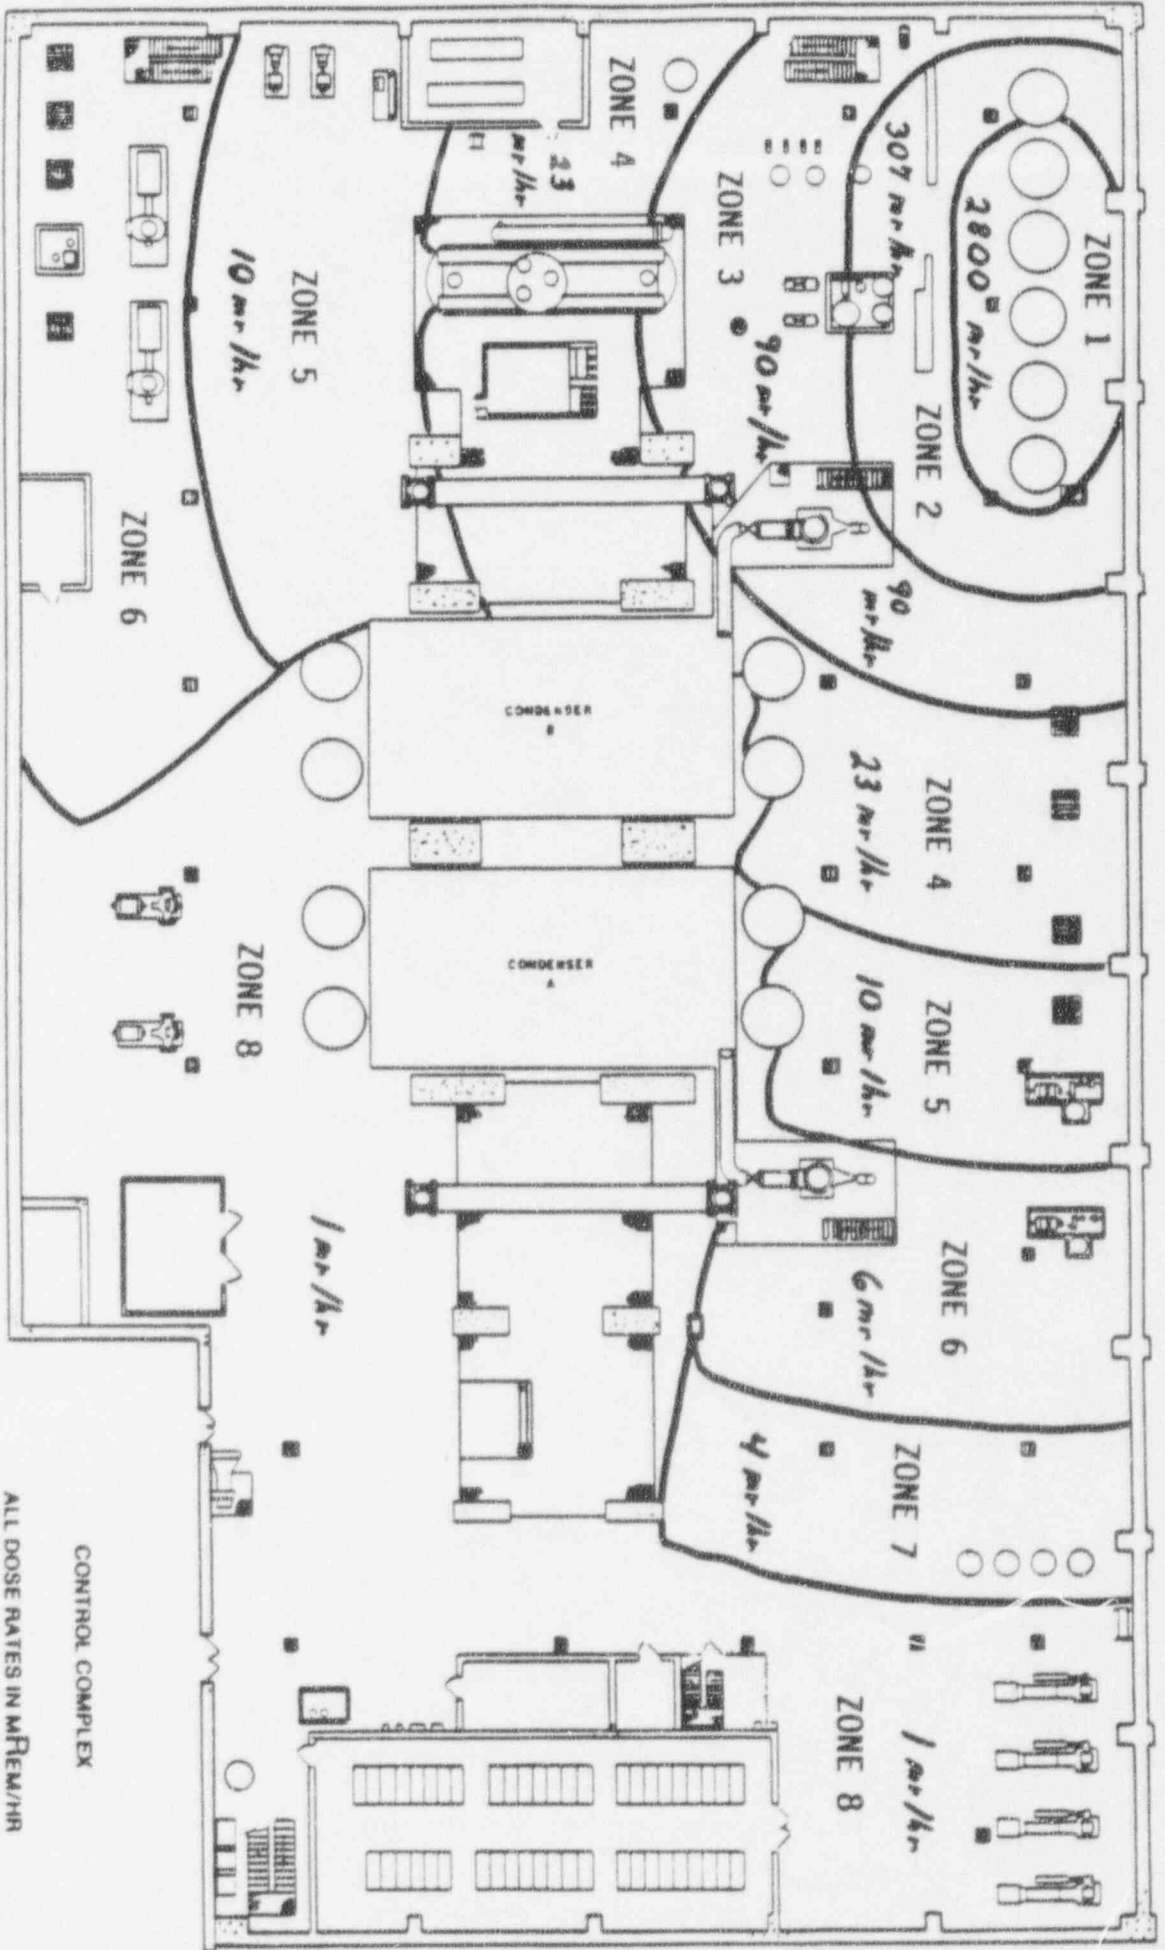 ZONE 1
2800 mr/hr
307 mr/hr
ZONE 2
ZONE 3
90 mr/hr
ZONE 4
23
mr/hr
ZONE 5
10 mr/hr
ZONE 6
90
mr/hr
ZONE 4
23 mr/hr
ZONE 5
10 mr/hr
ZONE 6
6 mr/hr
ZONE 7
4 mr/hr
ZONE 8
1 mr/hr
CONDENSER
B
CONDENSER
A
ZONE 8
1 mr/hr
CONTROL COMPLEX
ALL DOSE RATES IN MREM/HR